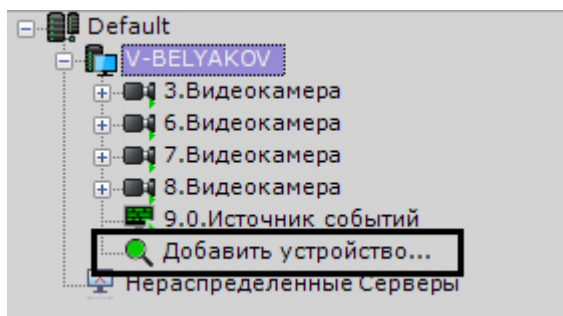 Default
V-BELYAKOV
3.Видеокамера
6.Видеокамера
7.Видеокамера
8.Видеокамера
9.0.Источник событий
Добавить устройство...
Нераспределенные Серверы